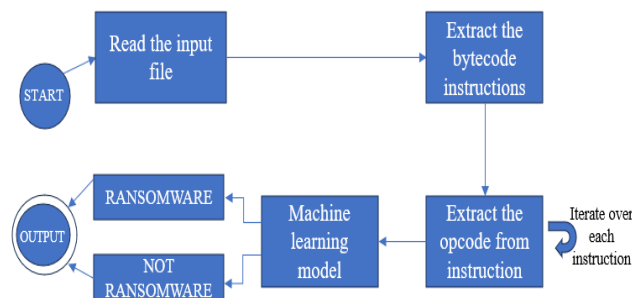 START
Read the input
file
Extract the
bytecode
instructions
Extract the
opcode from
instruction
Iterate over
each
instruction
Machine
learning
model
RANSOMWARE
NOT
RANSOMWARE
OUTPUT